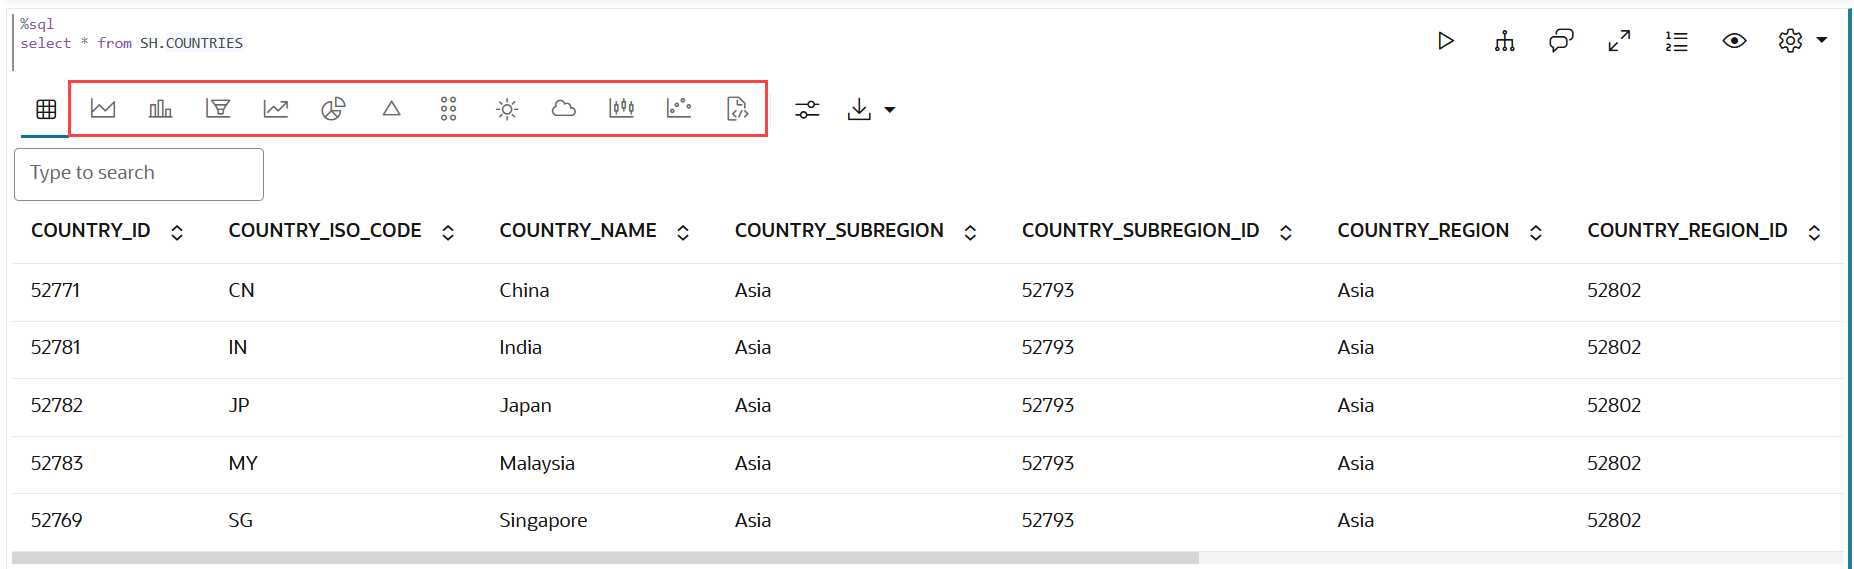 %sql
select * from SH.COUNTRIES
Type to search
COUNTRY_ID COUNTRY_ISO_CODE COUNTRY_NAME COUNTRY_SUBREGION COUNTRY_SUBREGION_ID COUNTRY_REGION COUNTRY_REGION_ID
52771 CN China Asia 52793 Asia 52802
52781 IN India Asia 52793 Asia 52802
52782 JP Japan Asia 52793 Asia 52802
52783 MY Malaysia Asia 52793 Asia 52802
52769 SG Singapore Asia 52793 Asia 52802